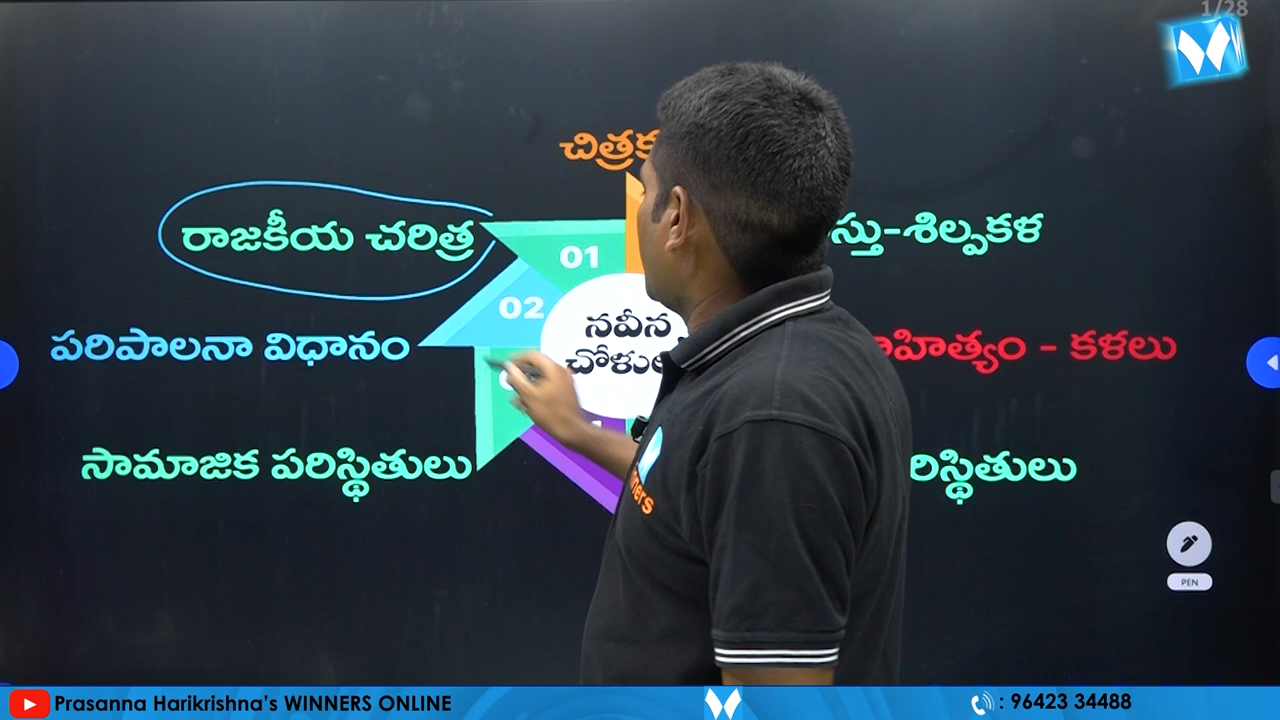 1/28
రాజకీయ చరిత్ర
01
శిల్పకళ
02
నవీన
పరిపాలనా విధానం
కళలు
సామాజిక పరిస్థితులు
PEN
Prasanna Harikrishna's WINNERS ONLINE
: 96423 34488